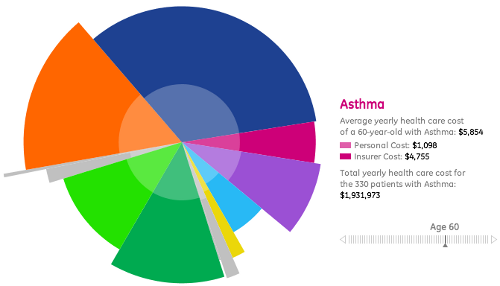 Asthma
Average yearly health care cost
of a 60-year-old with Asthma: $5,854
Personal Cost: $1,098
Insurer Cost: $4,755
Total yearly health care cost for
the 330 patients with Asthma:
$1,931,973
Age 60